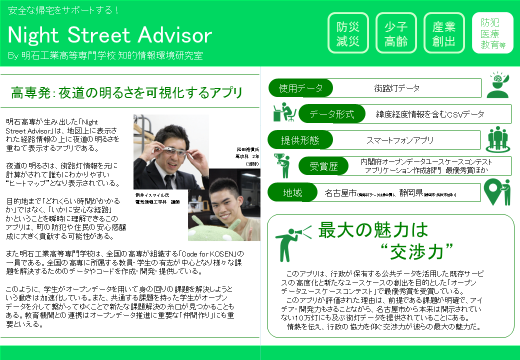 安全な帰宅をサポートする！
Night Street Advisor
By 明石工業高等専門学校 知的情報環境研究室
防災
減災
少子
高齢
産業
創出
防犯
医療
教育等
高専発：夜道の明るさを可視化するアプリ
明石高専が生み出した「Night
Street Advisor」は、地図上に表示さ
れた経路情報の上に夜道の明るさを
重ねて表示するアプリである。
夜道の明るさは、街路灯情報を元に
計算がされて誰もにわかりやすい
“ヒートマップ”となり表示されている。
目的地まで「どれくらい時間がかかる
か」ではなく、「いかに安心な経路」
かということを瞬時に理解できるこの
アプリは、町の防犯や住民の安心感醸
成に大きく貢献する可能性がある。
また明石工業高等専門学校は、全国の高専が組織する「Code for KOSEN」の
一員である。全国の高専に所属する教員・学生の有志が中心となり様々な課
題を解決するためのデータやコードを作成・開発・提供している。
このように、学生がオープンデータを用いて身の回りの課題を解決しようと
いう動きは加速化している。また、共通する課題を持った学生がオープン
データを介して繋がってゆくことで新たな課題解決の糸口が見つかることも
ある。教育機関との連携はオープンデータ推進に重要な「仲間作り」にも重
要といえる。
使用データ
街路灯データ
データ形式
緯度経度情報を含むCSVデータ
提供形態
スマートフォンアプリ
受賞歴
内閣府オープンデータユースケースコンテスト
アプリケーション作成部門 最優秀賞ほか
地域
名古屋市
静岡県
最大の魅力は
“交渉力”
このアプリは、行政が保有する公共データを活用した既存サービ
スの高度化と新たなユースケースの創出を目的とした「オープン
データユースケースコンテスト」で最優秀賞を受賞している。
このアプリが評価された理由は、前提である課題が明確で、アイ
デア・開発力もさることながら、名古屋市から本来は開示されてい
ない10万灯にも及ぶ街灯データを提供されていることにある。
情熱を伝え、行政の協力を仰ぐ交渉力が彼らの最大の魅力だ。